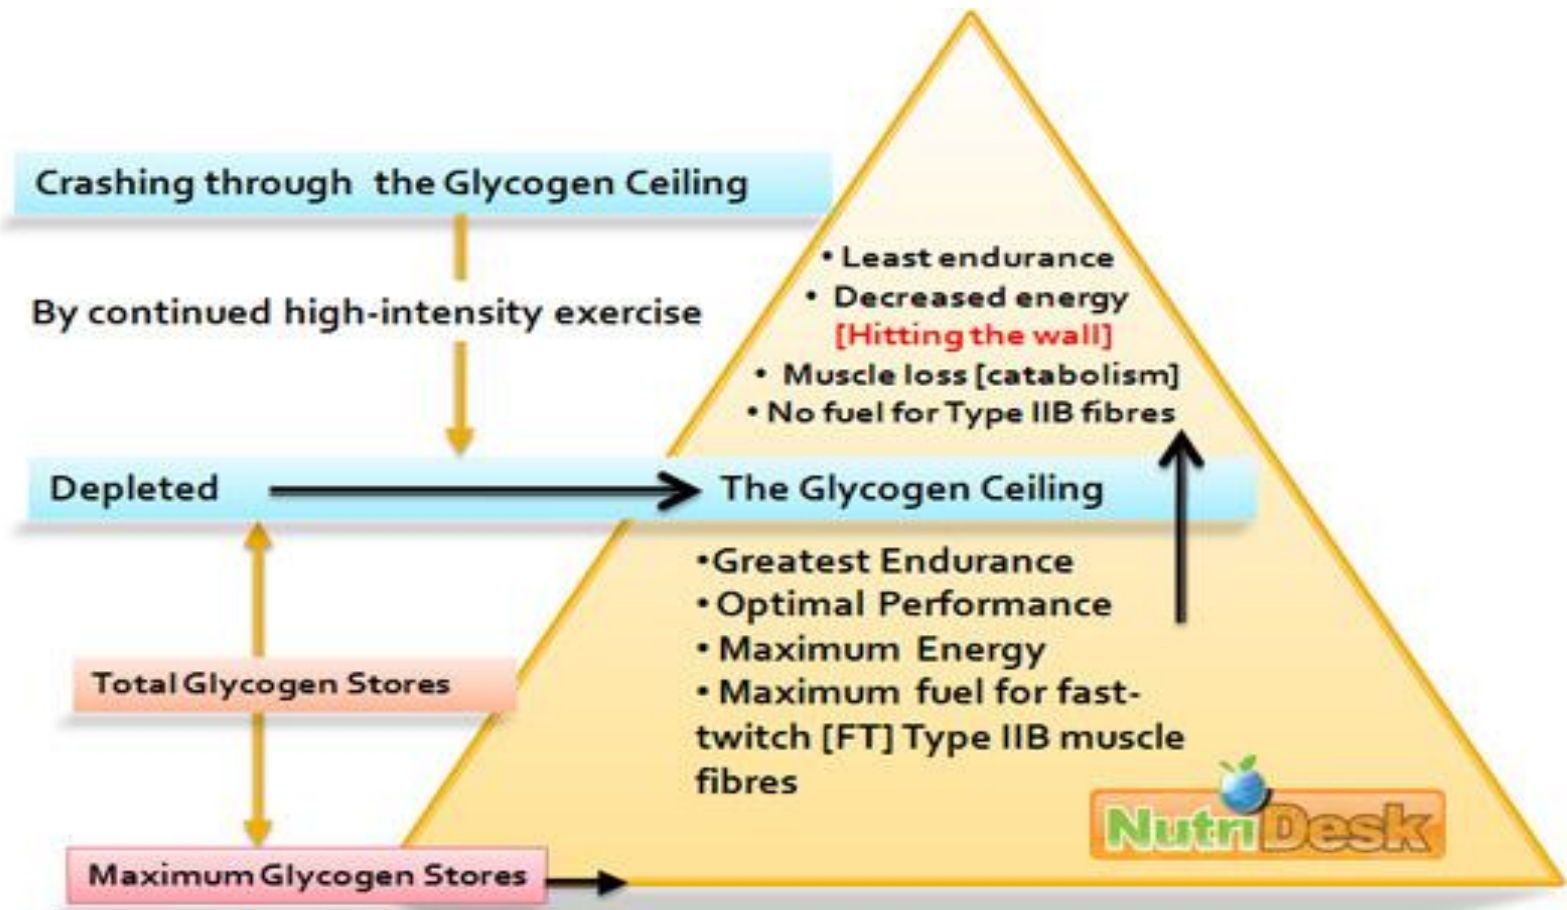 Crashing through the Glycogen Ceiling
By continued high-intensity exercise
• Least endurance
• Decreased energy
[Hitting the wall]
• Muscle loss [catabolism]
• No fuel for Type IIB fibres
Depleted
The Glycogen Ceiling
•Greatest Endurance
• Optimal Performance
• Maximum Energy
• Maximum fuel for fast-
twitch [FT] Type IIB muscle
fibres
Total Glycogen Stores
NutriDesk
Maximum Glycogen Stores